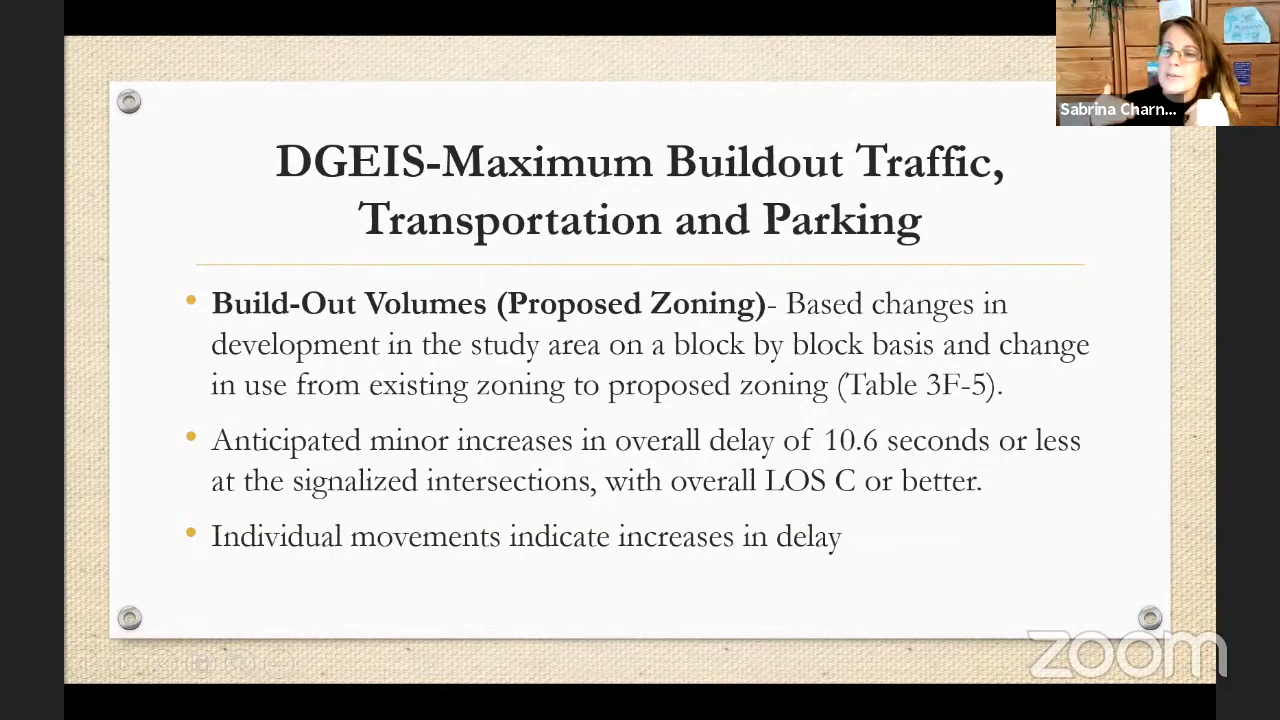 Sabrina Charn...
DGEIS-Maximum Buildout Traffic,
Transportation and Parking
• Build-Out Volumes (Proposed Zoning)- Based changes in
development in the study area on a block by block basis and change
in use from existing zoning to proposed zoning (Table 3F-5).
• Anticipated minor increases in overall delay of 10.6 seconds or less
at the signalized intersections, with overall LOS C or better.
• Individual movements indicate increases in delay
zoom